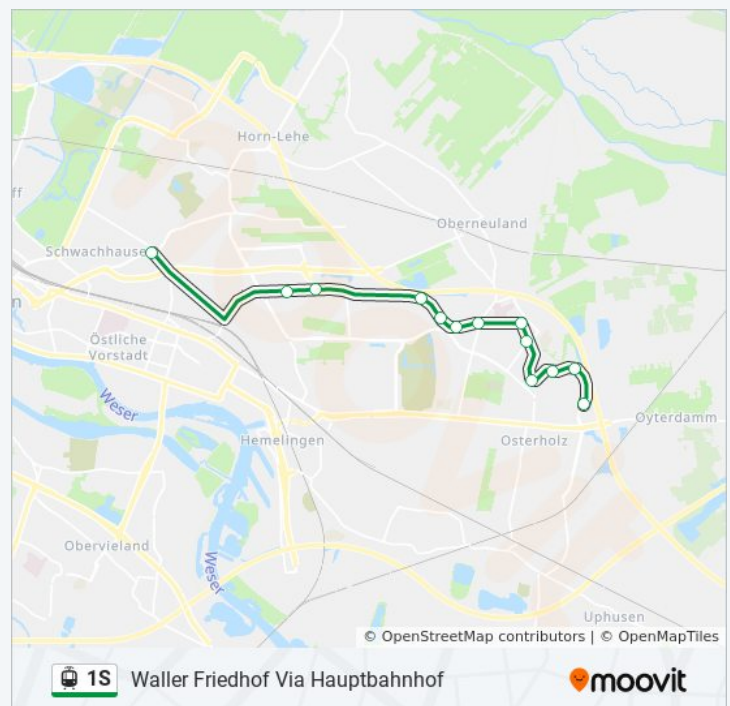 Horn-Lehe
ff
Oberneuland
Schwachhause
n
Östliche
Vorstadt
Weser
Hemelingen
Osterholz
Oyterdamm
Obervieland
Weser
Uphusen
© OpenStreetMap contributors | © OpenMapTiles
1S Waller Friedhof Via Hauptbahnhof
moovit